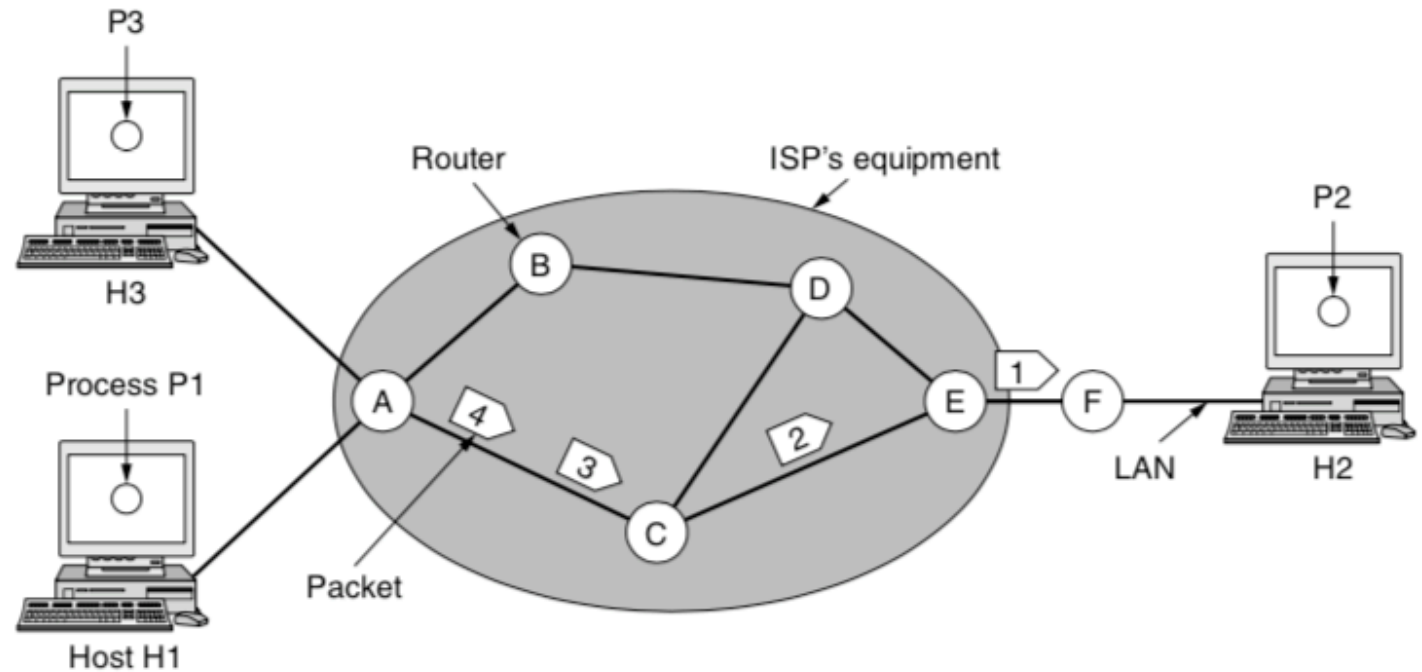 P3
Router
ISP's equipment
P2
B
H3
D
Process P1
A
4
1
E
F
2
3
LAN
H2
C
Packet
Host H1